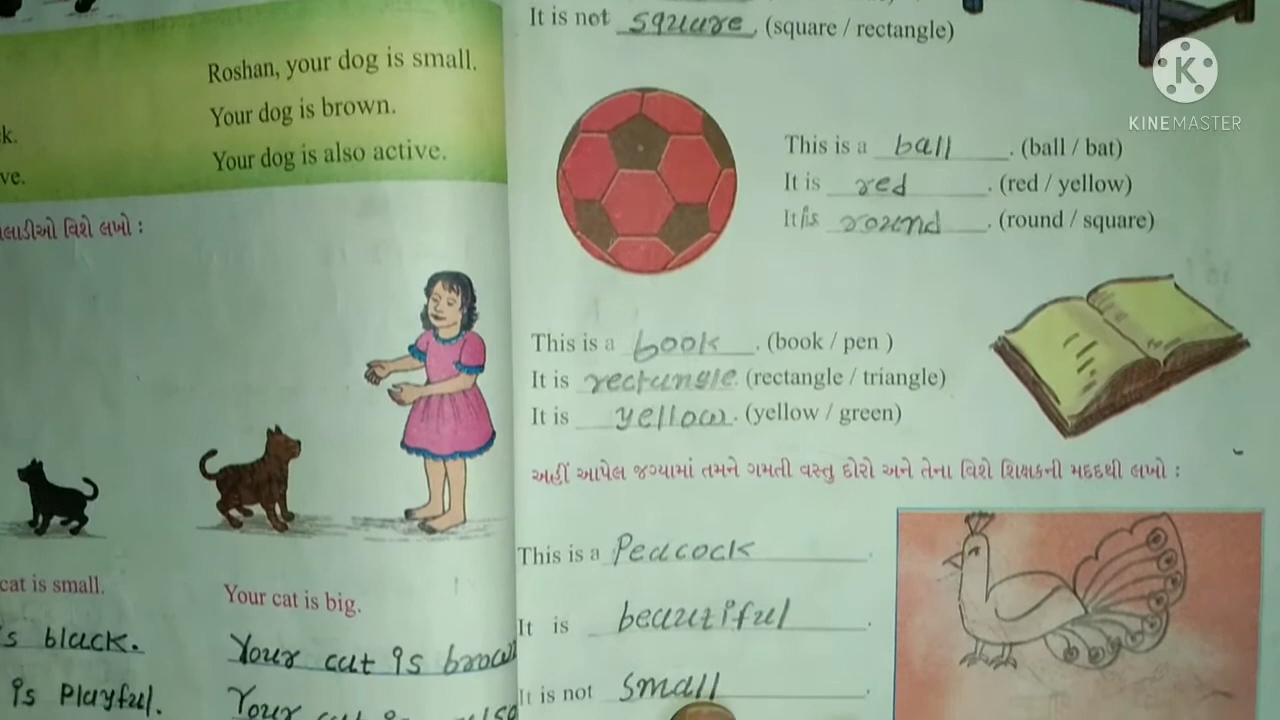 Roshan, your dog is small.
Your dog is brown.
k.
Your dog is also active.
ve.
લાડીઓ વિશે લખો :
cat is small.
Your cat is big.
s black.
Your cat is brown
is Playful.
Your
It is not square. (square / rectangle)
KINEMASTER
This is a ball. (ball / bat)
It is red. (red / yellow)
It is round. (round / square)
This is a book. (book / pen )
It is rectangle. (rectangle / triangle)
It is yellow. (yellow / green)
અહીં આપેલ જગ્યામાં તમને ગમતી વસ્તુ દોરો અને તેના વિશે શિક્ષકની મદદથી લખો :
This is a Peacock.
It is beautiful.
It is not small.